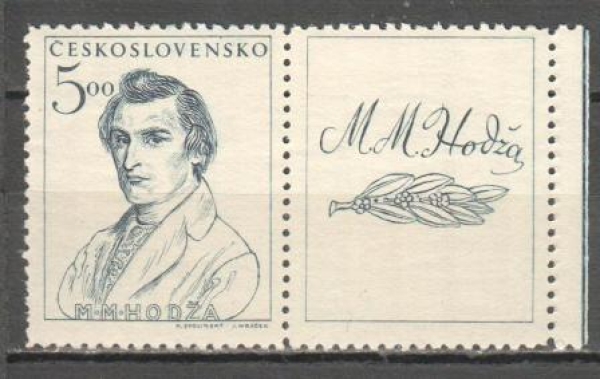 ČESKOSLOVENSKO
5.00
M·M·HODŽA
M. M. Hodža